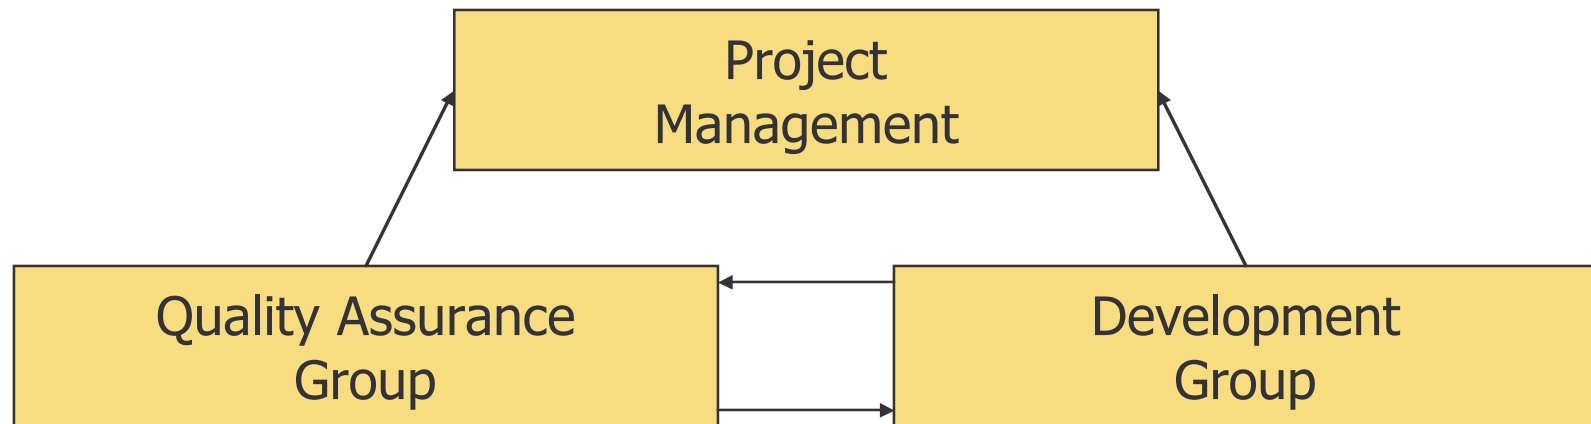 Project
Management
Quality Assurance
Group
Development
Group